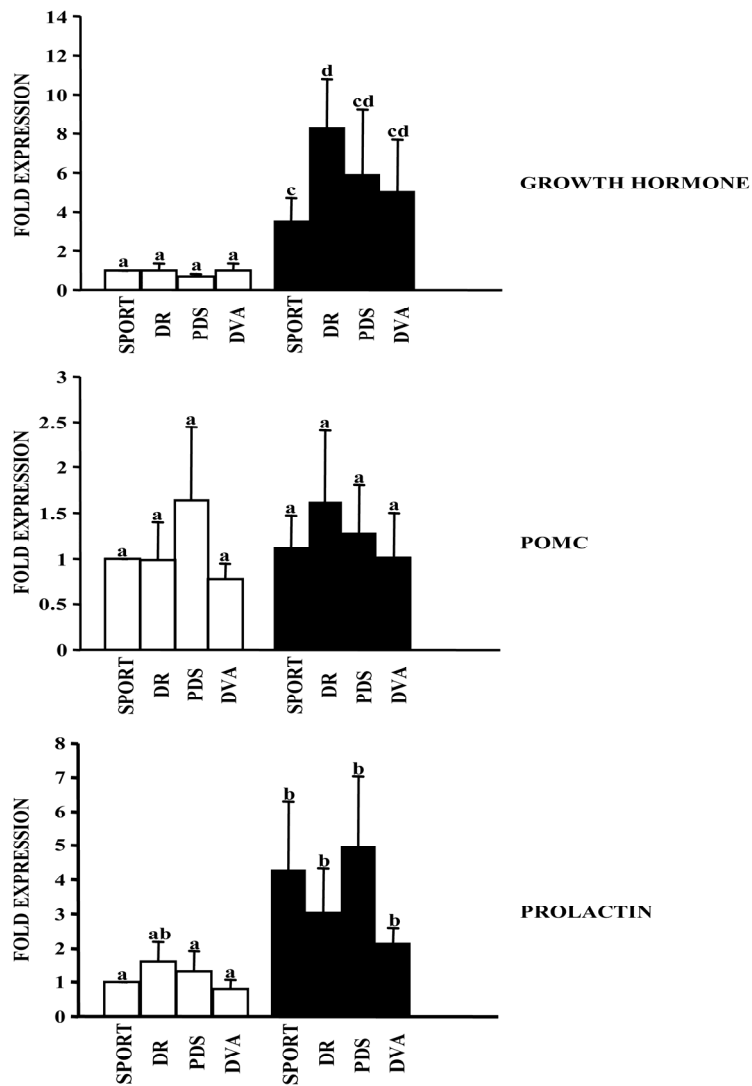 14
12
10
8
6
4
2
0
FOLD EXPRESSION
a a a a c d cd cd
SPORT DR PDS DVA SPORT DR PDS DVA
GROWTH HORMONE
3
2.5
2
1.5
1
0.5
0
FOLD EXPRESSION
a a a a a a a a
SPORT DR PDS DVA SPORT DR PDS DVA
POMC
8
7
6
5
4
3
2
1
0
FOLD EXPRESSION
a ab a a b b b b
SPORT DR PDS DVA SPORT DR PDS DVA
PROLACTIN